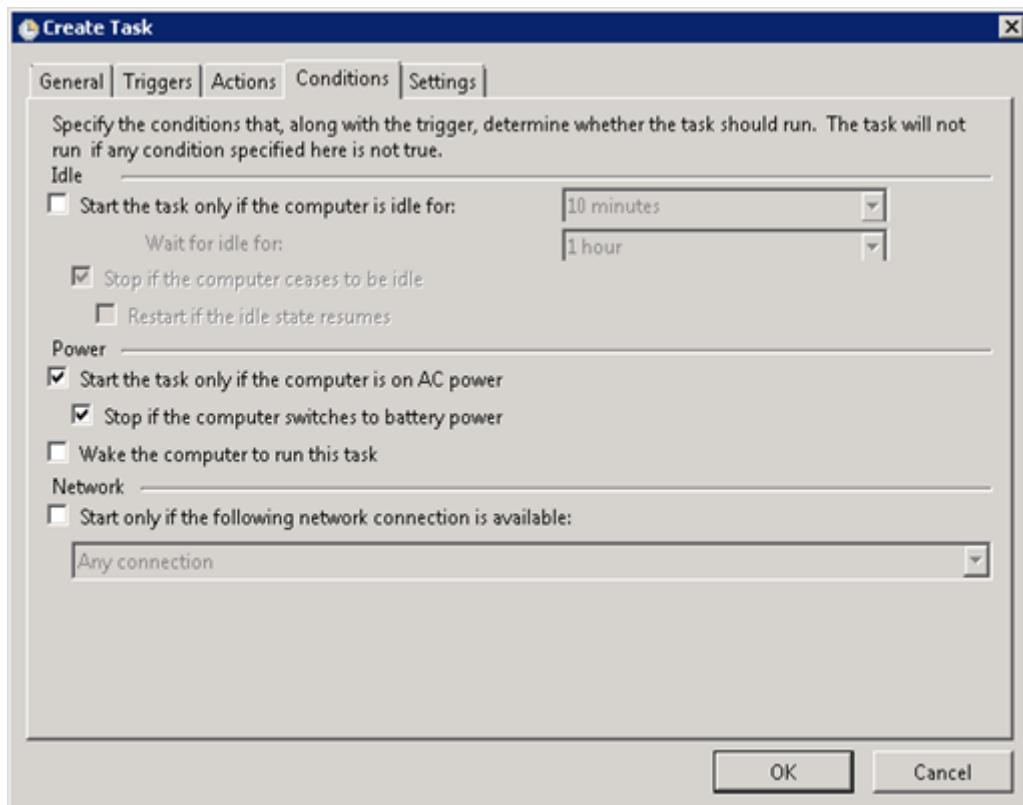 Create Task
General Triggers Actions Conditions Settings
Specify the conditions that, along with the trigger, determine whether the task should run.  The task will not
run  if any condition specified here is not true.
Idle
Start the task only if the computer is idle for: 10 minutes
Wait for idle for: 1 hour
Stop if the computer ceases to be idle
Restart if the idle state resumes
Power
Start the task only if the computer is on AC power
Stop if the computer switches to battery power
Wake the computer to run this task
Network
Start only if the following network connection is available:
Any connection
OK Cancel